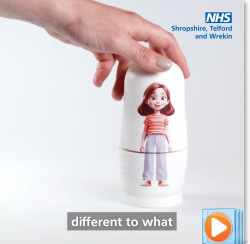 NHS
Shropshire, Telford
and Wrekin
different to what